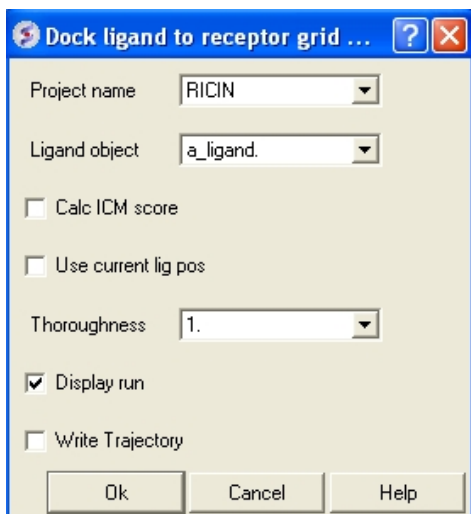 Dock ligand to receptor grid ...
Project name RICIN
Ligand object a_ligand.
Calc ICM score
Use current lig pos
Thoroughness 1.
Display run
Write Trajectory
Ok Cancel Help